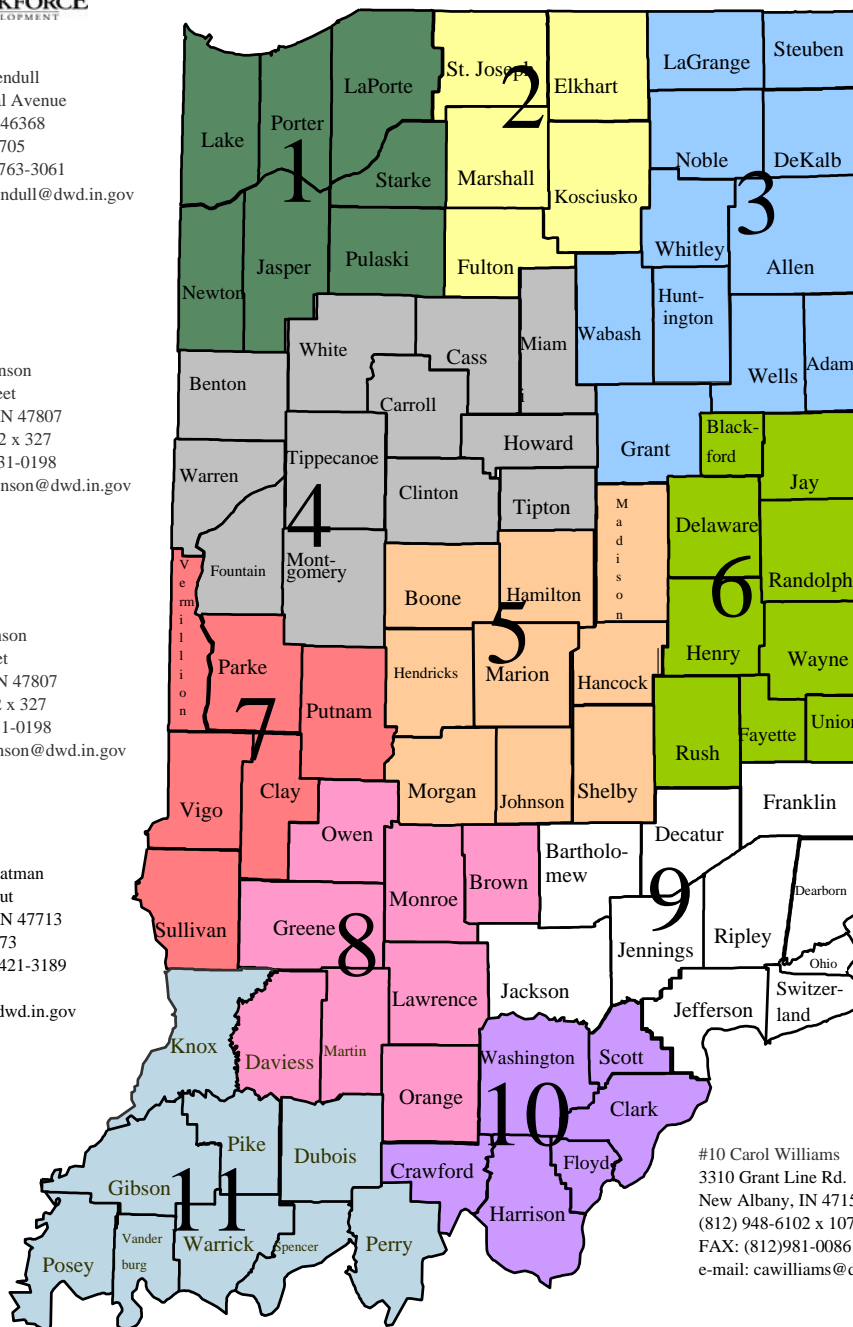 #10 Carol Williams
3310 Grant Line Rd.
New Albany, IN
(812) 948-6102 x 107
FAX: (812)981-0086
e-mail:
Avenue
46368
705
763-3061
ndull@dwd.in.gov
nson
N 47807
2 x 327
31-0198
nson@dwd.in.gov
nson
N 47807
2 x 327
1-0198
nson@dwd.in.gov
atman
ut
N 47713
73
421-3189
dwd.in.gov
LaPorte
St. Joseph
Elkhart
LaGrange
Steuben
Lake
Porter
1
2
Starke
Marshall
Kosciusko
Noble
DeKalb
3
Newton
Jasper
Pulaski
Fulton
Whitley
Allen
Hunt-
ington
Wabash
Wells
Adam
White
Cass
Miam
i
Benton
Carroll
Howard
Grant
Black-
ford
Jay
Warren
Tippecanoe
4
Clinton
Tipton
Madison
Delaware
Randolph
6
Vermillion
Fountain
Mont-
gomery
Boone
Hamilton
5
Henry
Wayne
Parke
Putnam
7
Hendricks
Marion
Hancock
Rush
Fayette
Union
Vigo
Clay
Morgan
Johnson
Shelby
Franklin
Owen
Decatur
Bartholo-
mew
Brown
Monroe
9
Dearborn
Sullivan
Greene
8
Jennings
Ripley
Ohio
Lawrence
Jackson
Jefferson
Switzer-
land
Knox
Daviess
Martin
Washington
Scott
Orange
10
Clark
Pike
Dubois
Crawford
Floyd
Gibson
11
Harrison
Posey
Vander
burg
Warrick
Spencer
Perry